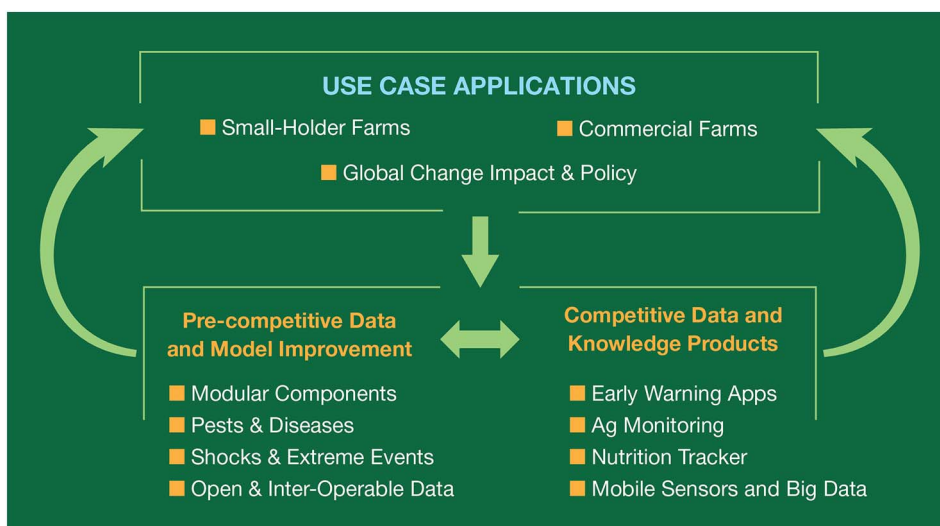 USE CASE APPLICATIONS
Small-Holder Farms
Commercial Farms
Global Change Impact & Policy
Pre-competitive Data
and Model Improvement
Modular Components
Pests & Diseases
Shocks & Extreme Events
Open & Inter-Operable Data
Competitive Data and
Knowledge Products
Early Warning Apps
Ag Monitoring
Nutrition Tracker
Mobile Sensors and Big Data